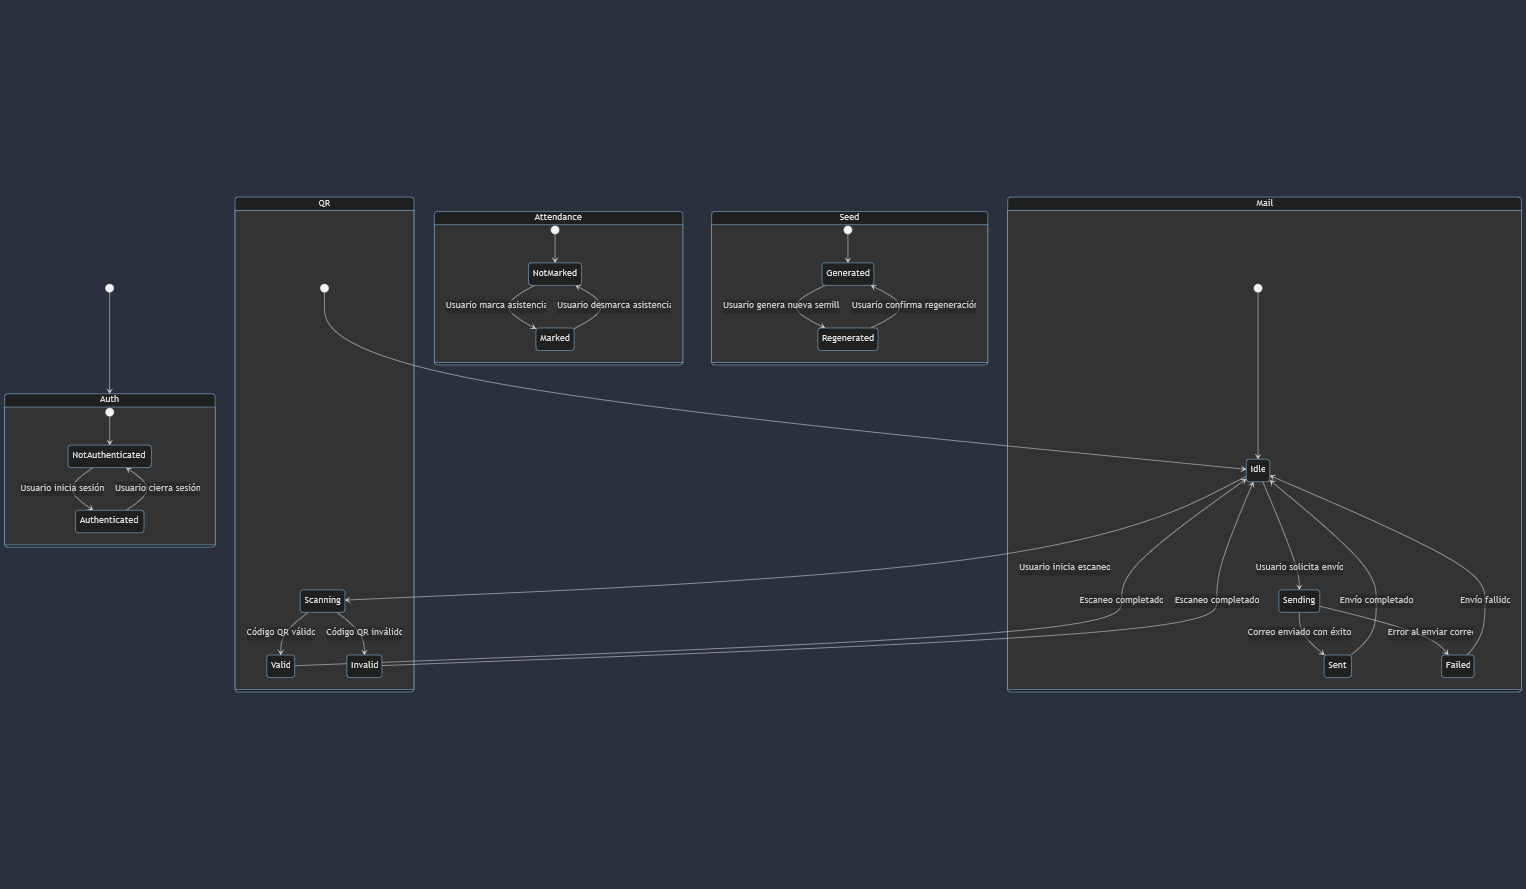 Auth
NotAuthenticated
Usuario inicia sesión
Usuario cierra sesión
Authenticated
QR
Scanning
Código QR válido
Código QR inválido
Valid
Invalid
Attendance
NotMarked
Usuario marca asistencia
Usuario desmarca asistencia
Marked
Seed
Generated
Usuario genera nueva semill
Usuario confirma regeneración
Regenerated
Mail
Idle
Usuario inicia escaneo
Usuario solicita envío
Escaneo completado
Escaneo completado
Sending
Envío completado
Envío fallido
Correo enviado con éxito
Error al enviar corre
Sent
Failed